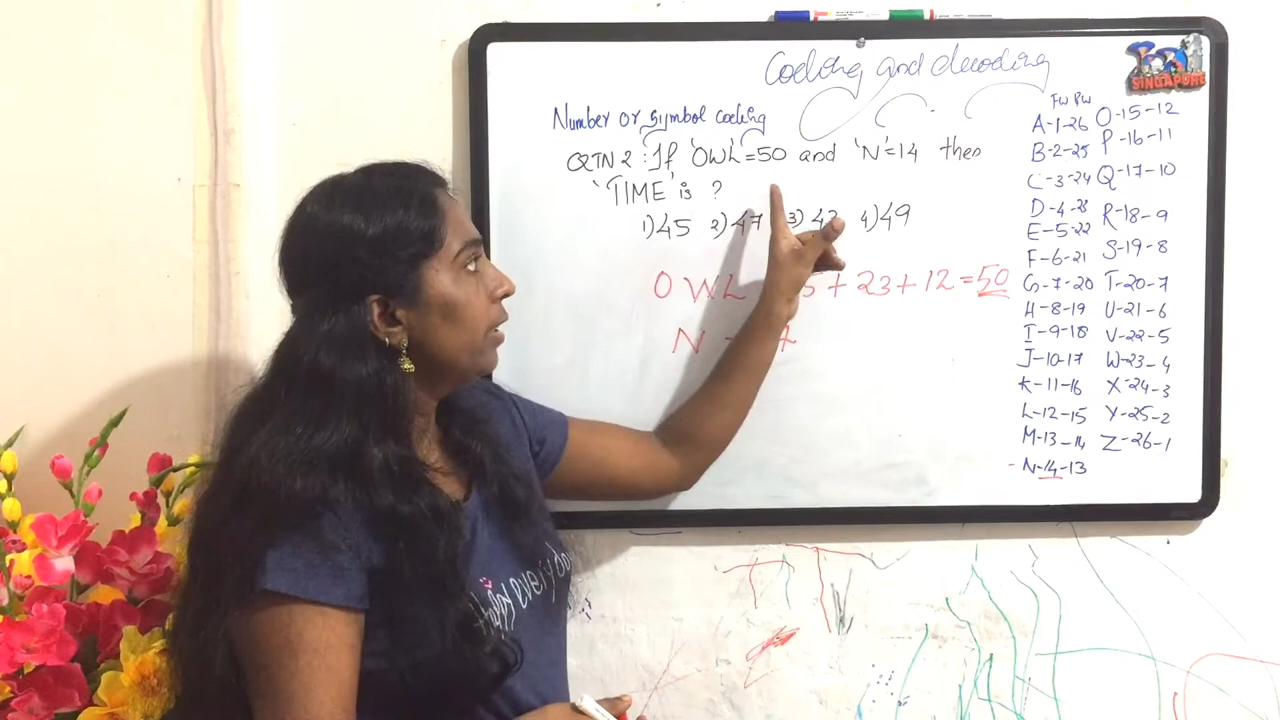 Coding and decoding
SINGAPORE
Number or symbol coding
QTN 2 : If 'OWL'=50 and 'N'=14 then
'TIME' is ?
1)45 2)47 3) 4)49
OWL 5+23+12=50
N -
FW BW
A-1-26
B-2-25
C-3-24
D-4-23
E-5-22
F-6-21
G-7-20
H-8-19
I-9-18
J-10-17
K-11-16
L-12-15
M-13-14
N-14-13
O-15-12
P-16-11
Q-17-10
R-18-9
S-19-8
T-20-7
U-21-6
V-22-5
W-23-4
X-24-3
Y-25-2
Z-26-1
Happy everyday